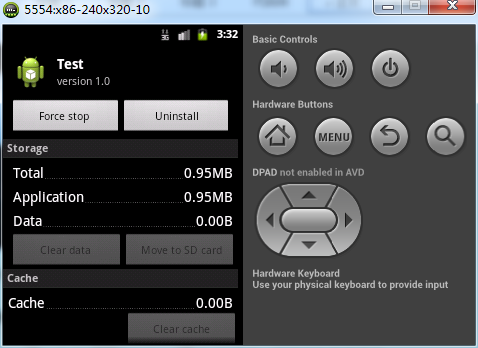 5554:x86-240x320-10
3G
3:32
Test
version 1.0
Force stop
Uninstall
Storage
Total 0.95MB
Application 0.95MB
Data 0.00B
Clear data
Move to SD card
Cache
Cache 0.00B
Clear cache
Basic Controls
Hardware Buttons
MENU
DPAD not enabled in AVD
Hardware Keyboard
Use your physical keyboard to provide input